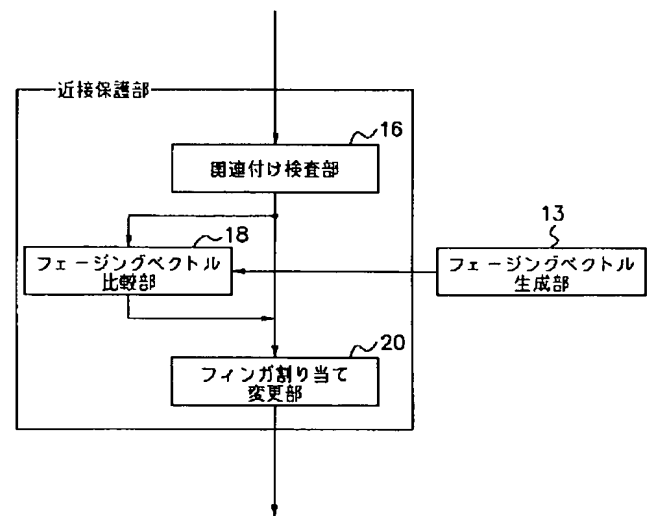 近接保護部
16
関連付け検査部
18
フェージングベクトル
比較部
13
フェージングベクトル
生成部
20
フィンガ割り当て
変更部